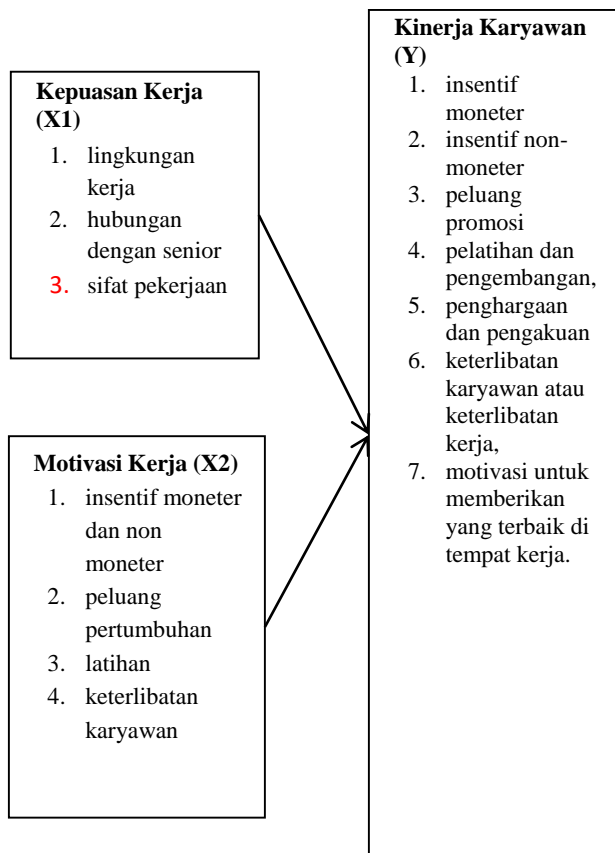 Kepuasan Kerja
(X1)
1. lingkungan
kerja
2. hubungan
dengan senior
3. sifat pekerjaan
Motivasi Kerja (X2)
1. insentif moneter
dan non
moneter
2. peluang
pertumbuhan
3. latihan
4. keterlibatan
karyawan
Kinerja Karyawan
(Y)
1. insentif
moneter
2. insentif non-
moneter
3. peluang
promosi
4. pelatihan dan
pengembangan,
5. penghargaan
dan pengakuan
6. keterlibatan
karyawan atau
keterlibatan
kerja,
7. motivasi untuk
memberikan
yang terbaik di
tempat kerja.